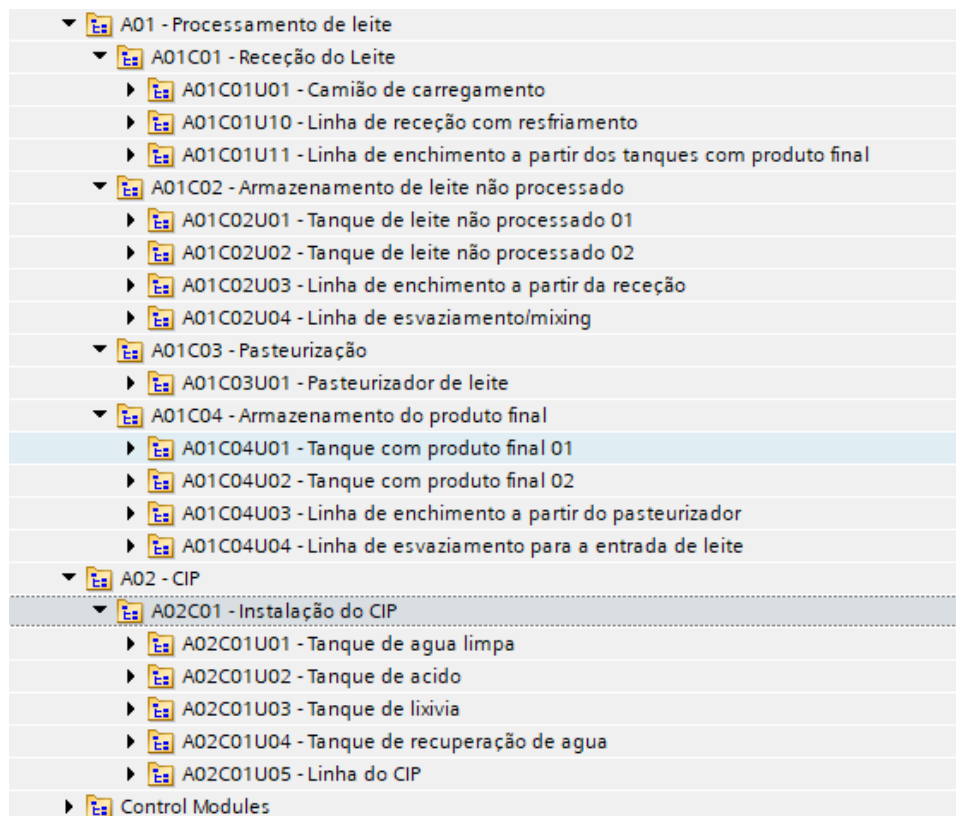 A01 - Processamento de leite
A01C01 - Receção do Leite
A01C01U01 - Camião de carregamento
A01C01U10 - Linha de receção com resfriamento
A01C01U11 - Linha de enchimento a partir dos tanques com produto final
A01C02 - Armazenamento de leite não processado
A01C02U01 - Tanque de leite não processado 01
A01C02U02 - Tanque de leite não processado 02
A01C02U03 - Linha de enchimento a partir da receção
A01C02U04 - Linha de esvaziamento/mixing
A01C03 - Pasteurização
A01C03U01 - Pasteurizador de leite
A01C04 - Armazenamento do produto final
A01C04U01 - Tanque com produto final 01
A01C04U02 - Tanque com produto final 02
A01C04U03 - Linha de enchimento a partir do pasteurizador
A01C04U04 - Linha de esvaziamento para a entrada de leite
A02 - CIP
A02C01 - Instalação do CIP
A02C01U01 - Tanque de agua limpa
A02C01U02 - Tanque de acido
A02C01U03 - Tanque de lixivia
A02C01U04 - Tanque de recuperação de agua
A02C01U05 - Linha do CIP
Control Modules